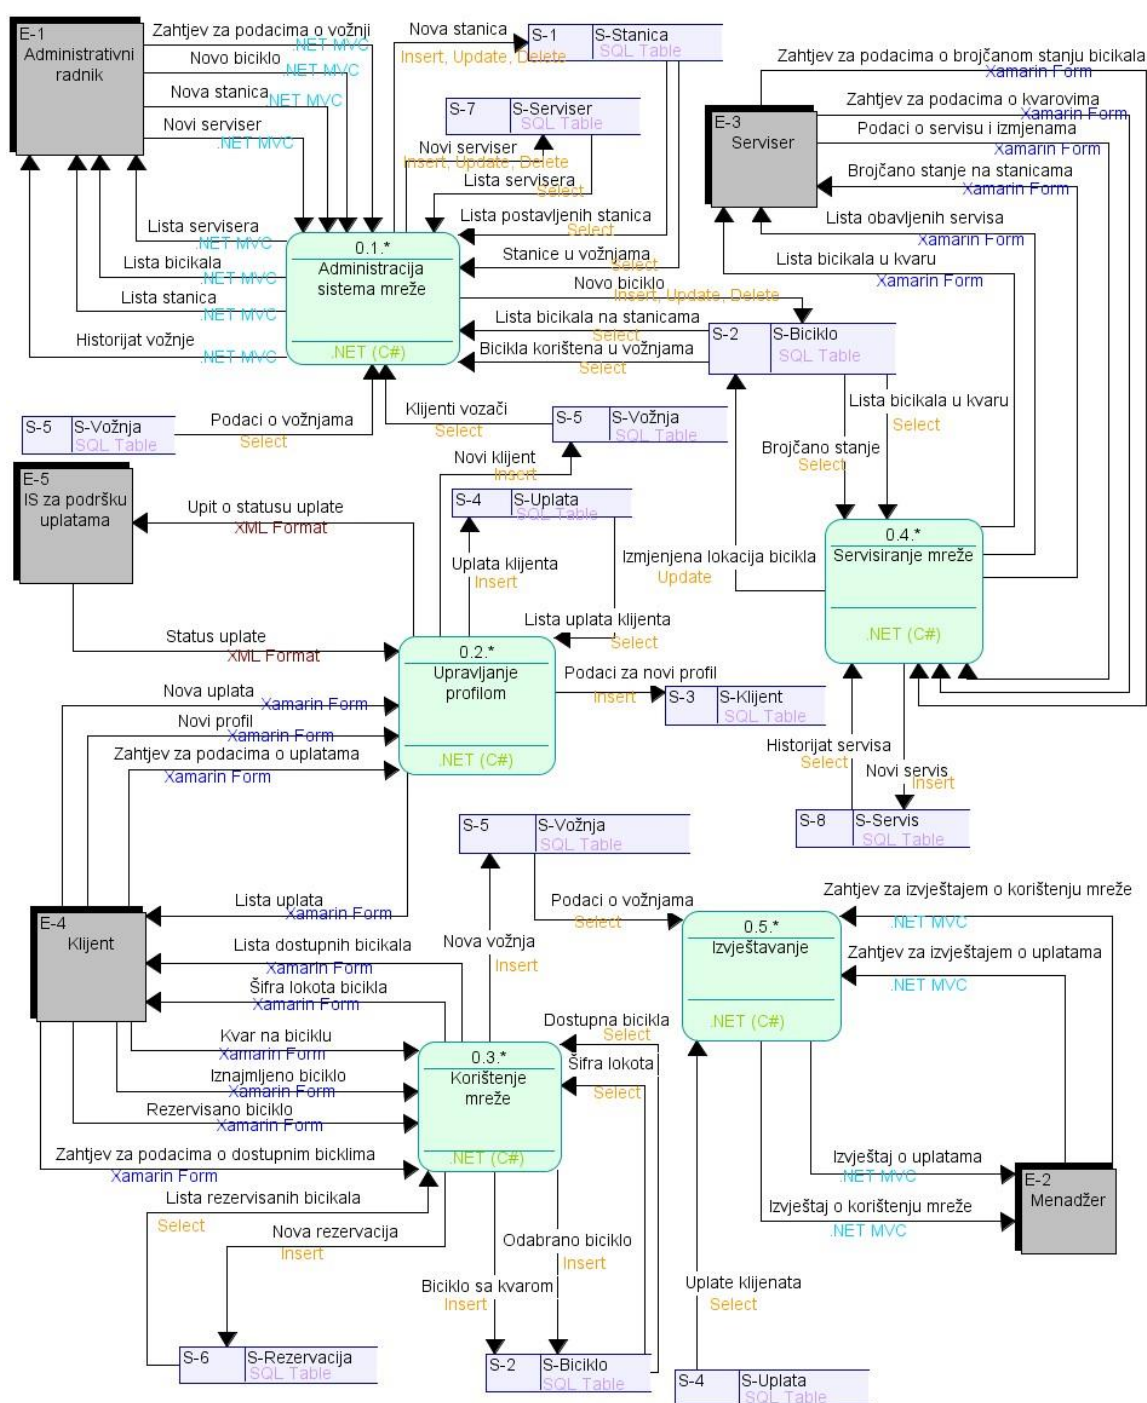 E-1
Administrativni
radnik
Zahtjev za podacima o vožnji
.NET MVC
Novo biciklo
.NET MVC
Nova stanica
.NET MVC
Novi serviser
.NET MVC
Lista servisera
.NET MVC
Lista bicikala
.NET MVC
Lista stanica
.NET MVC
Historijat vožnje
.NET MVC
Nova stanica
Insert, Update, Delete
S-1
S-Stanica
SQL Table
S-7
S-Serviser
SQL Table
Novi serviser
Insert, Update, Delete
Lista servisera
Select
Lista postavljenih stanica
Select
Stanice u vožnjama
Select
Novo biciklo
Insert, Update, Delete
Lista bicikala na stanicama
Select
Bicikla korištena u vožnjama
Select
0.1.*
Administracija
sistema mreže
.NET (C#)
S-2
S-Biciklo
SQL Table
Zahtjev za podacima o brojčanom stanju bicikala
Xamarin Form
Zahtjev za podacima o kvarovima
Xamarin Form
Podaci o servisu i izmjenama
Xamarin Form
E-3
Serviser
Brojčano stanje na stanicama
Xamarin Form
Lista obavljenih servisa
Xamarin Form
Lista bicikala u kvaru
Xamarin Form
S-5
S-Vožnja
SQL Table
Podaci o vožnjama
Select
Klijenti vozači
Select
S-5
S-Vožnja
SQL Table
Lista bicikala u kvaru
Select
Brojčano stanje
Select
E-5
IS za podršku
uplatama
Upit o statusu uplate
XML Format
Novi klijent
Insert
S-4
S-Uplata
SQL Table
Uplata klijenta
Insert
Izmjenjena lokacija bicikla
Update
0.4.*
Servisiranje mreže
.NET (C#)
Lista uplata klijenta
Select
Status uplate
XML Format
0.2.*
Upravljanje
profilom
.NET (C#)
Podaci za novi profil
Insert
S-3
S-Klijent
SQL Table
Nova uplata
Xamarin Form
Novi profil
Xamarin Form
Zahtjev za podacima o uplatama
Xamarin Form
Historijat servisa
Select
Novi servis
Insert
S-8
S-Servis
SQL Table
S-5
S-Vožnja
SQL Table
E-4
Klijent
Lista uplata
Xamarin Form
Lista dostupnih bicikala
Xamarin Form
Šifra lokota bicikla
Xamarin Form
Kvar na biciklu
Xamarin Form
Iznajmljeno biciklo
Xamarin Form
Rezervisano biciklo
Xamarin Form
Zahtjev za podacima o dostupnim bicklima
Xamarin Form
Nova vožnja
Insert
Podaci o vožnjama
Select
0.5.*
Izvještavanje
.NET (C#)
Zahtjev za izvještajem o korištenju mreže
.NET MVC
Zahtjev za izvještajem o uplatama
.NET MVC
0.3.*
Korištenje
mreže
.NET (C#)
Dostupna bicikla
Select
Šifra lokota
Select
Lista rezervisanih bicikala
Select
Nova rezervacija
Insert
Odabrano biciklo
Insert
Biciklo sa kvarom
Insert
Izvještaj o uplatama
.NET MVC
Izvještaj o korištenju mreže
.NET MVC
E-2
Menadžer
Uplate klijenata
Select
S-6
S-Rezervacija
SQL Table
S-2
S-Biciklo
SQL Table
S-4
S-Uplata
SQL Table